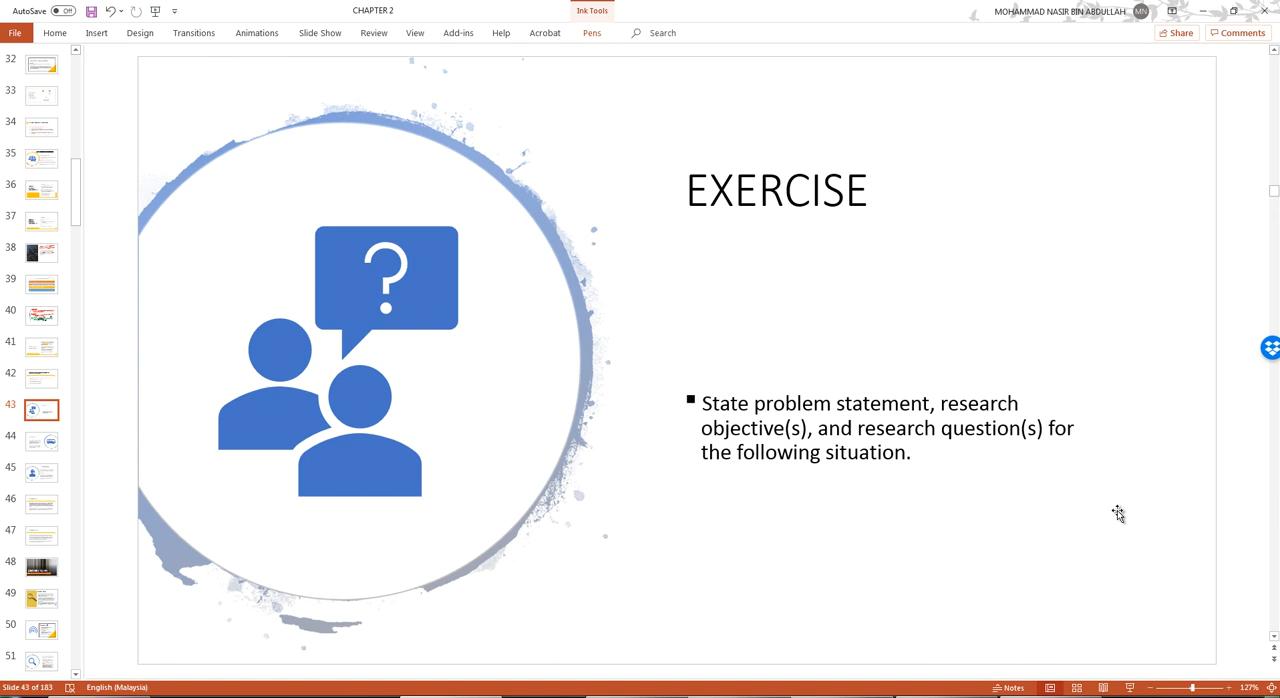 AutoSave
Off
CHAPTER 2
Ink Tools
MOHAMMAD NASIR BIN ABDULLAH
MN
File
Home
Insert
Design
Transitions
Animations
Slide Show
Review
View
Add-ins
Help
Acrobat
Pens
Search
Share
Comments
32
33
34
35
36
37
38
39
40
41
42
43
44
45
46
47
48
49
50
51
?
EXERCISE
State problem statement, research
objective(s), and research question(s) for
the following situation.
Slide 43 of 183
English (Malaysia)
Notes
127%